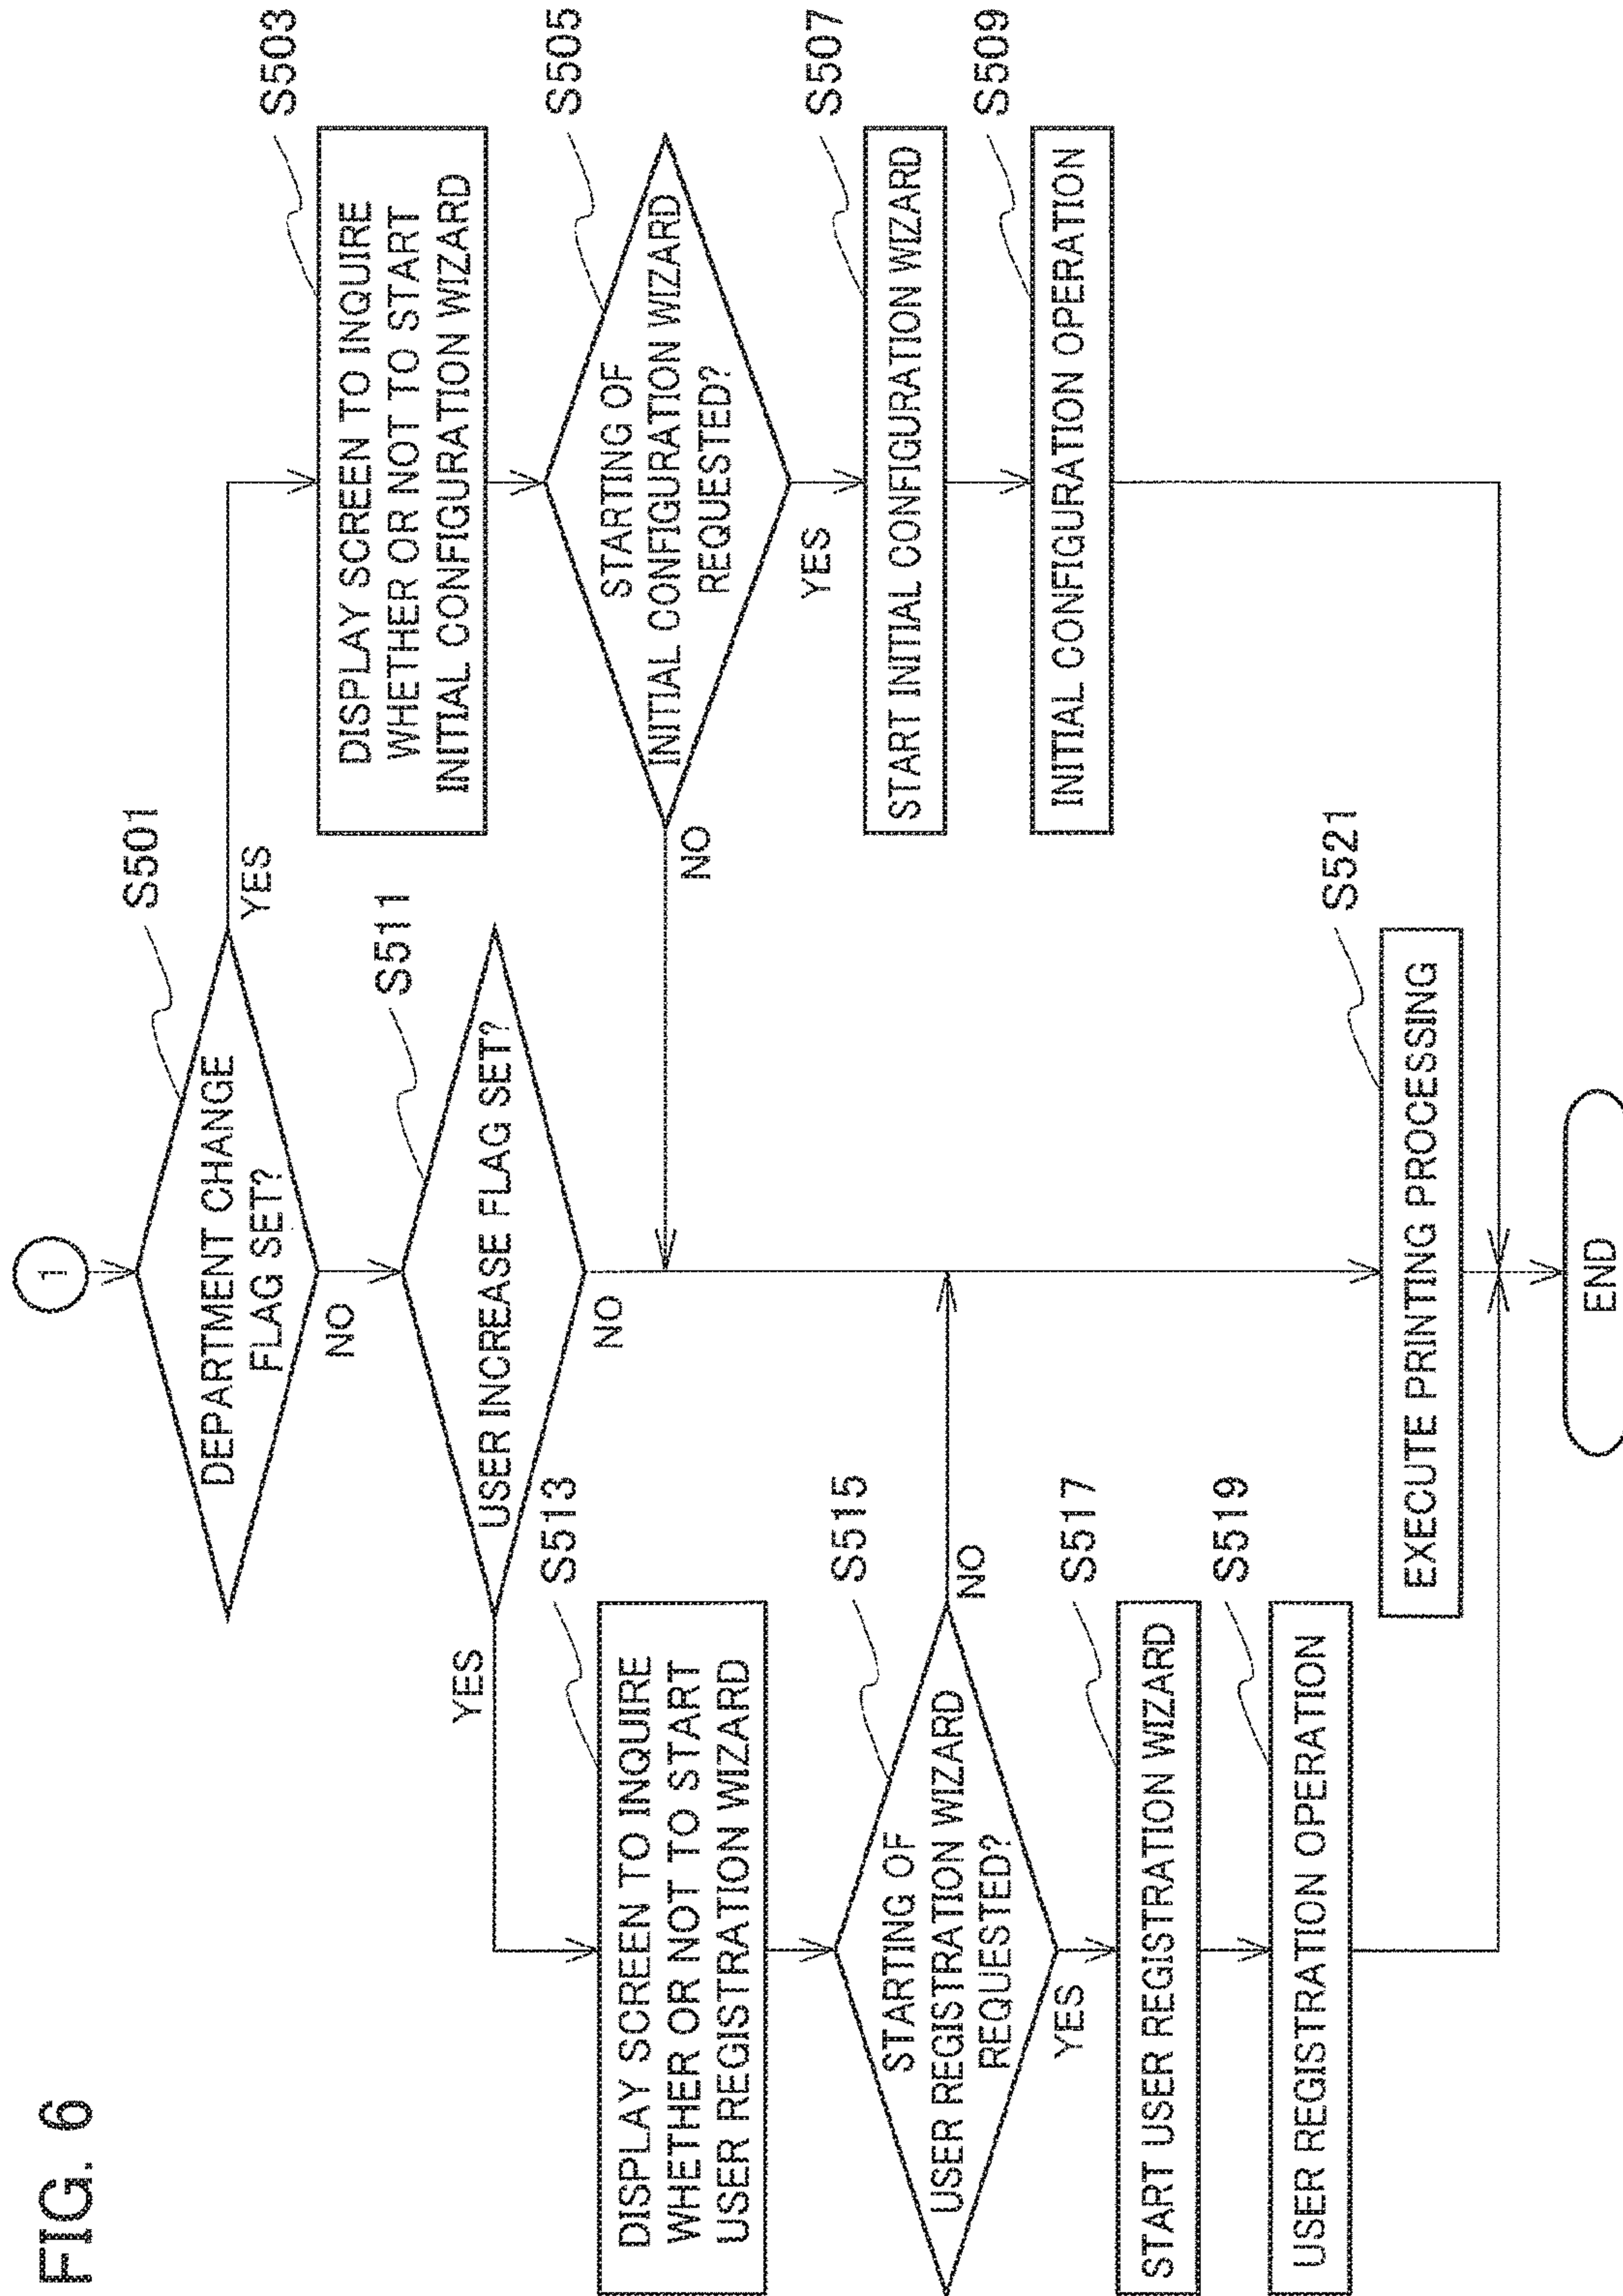 FIG. 6
1
S501
DEPARTMENT CHANGE
FLAG SET?
YES
NO
S503
DISPLAY SCREEN TO INQUIRE
WHETHER OR NOT TO START
INITIAL CONFIGURATION WIZARD
S511
USER INCREASE FLAG SET?
YES
NO
S505
STARTING OF
INITIAL CONFIGURATION WIZARD
REQUESTED?
NO
YES
S513
DISPLAY SCREEN TO INQUIRE
WHETHER OR NOT TO START
USER REGISTRATION WIZARD
S507
START INITIAL CONFIGURATION WIZARD
S515
STARTING OF
USER REGISTRATION WIZARD
REQUESTED?
NO
YES
S509
INITIAL CONFIGURATION OPERATION
S517
START USER REGISTRATION WIZARD
S519
USER REGISTRATION OPERATION
S521
EXECUTE PRINTING PROCESSING
END